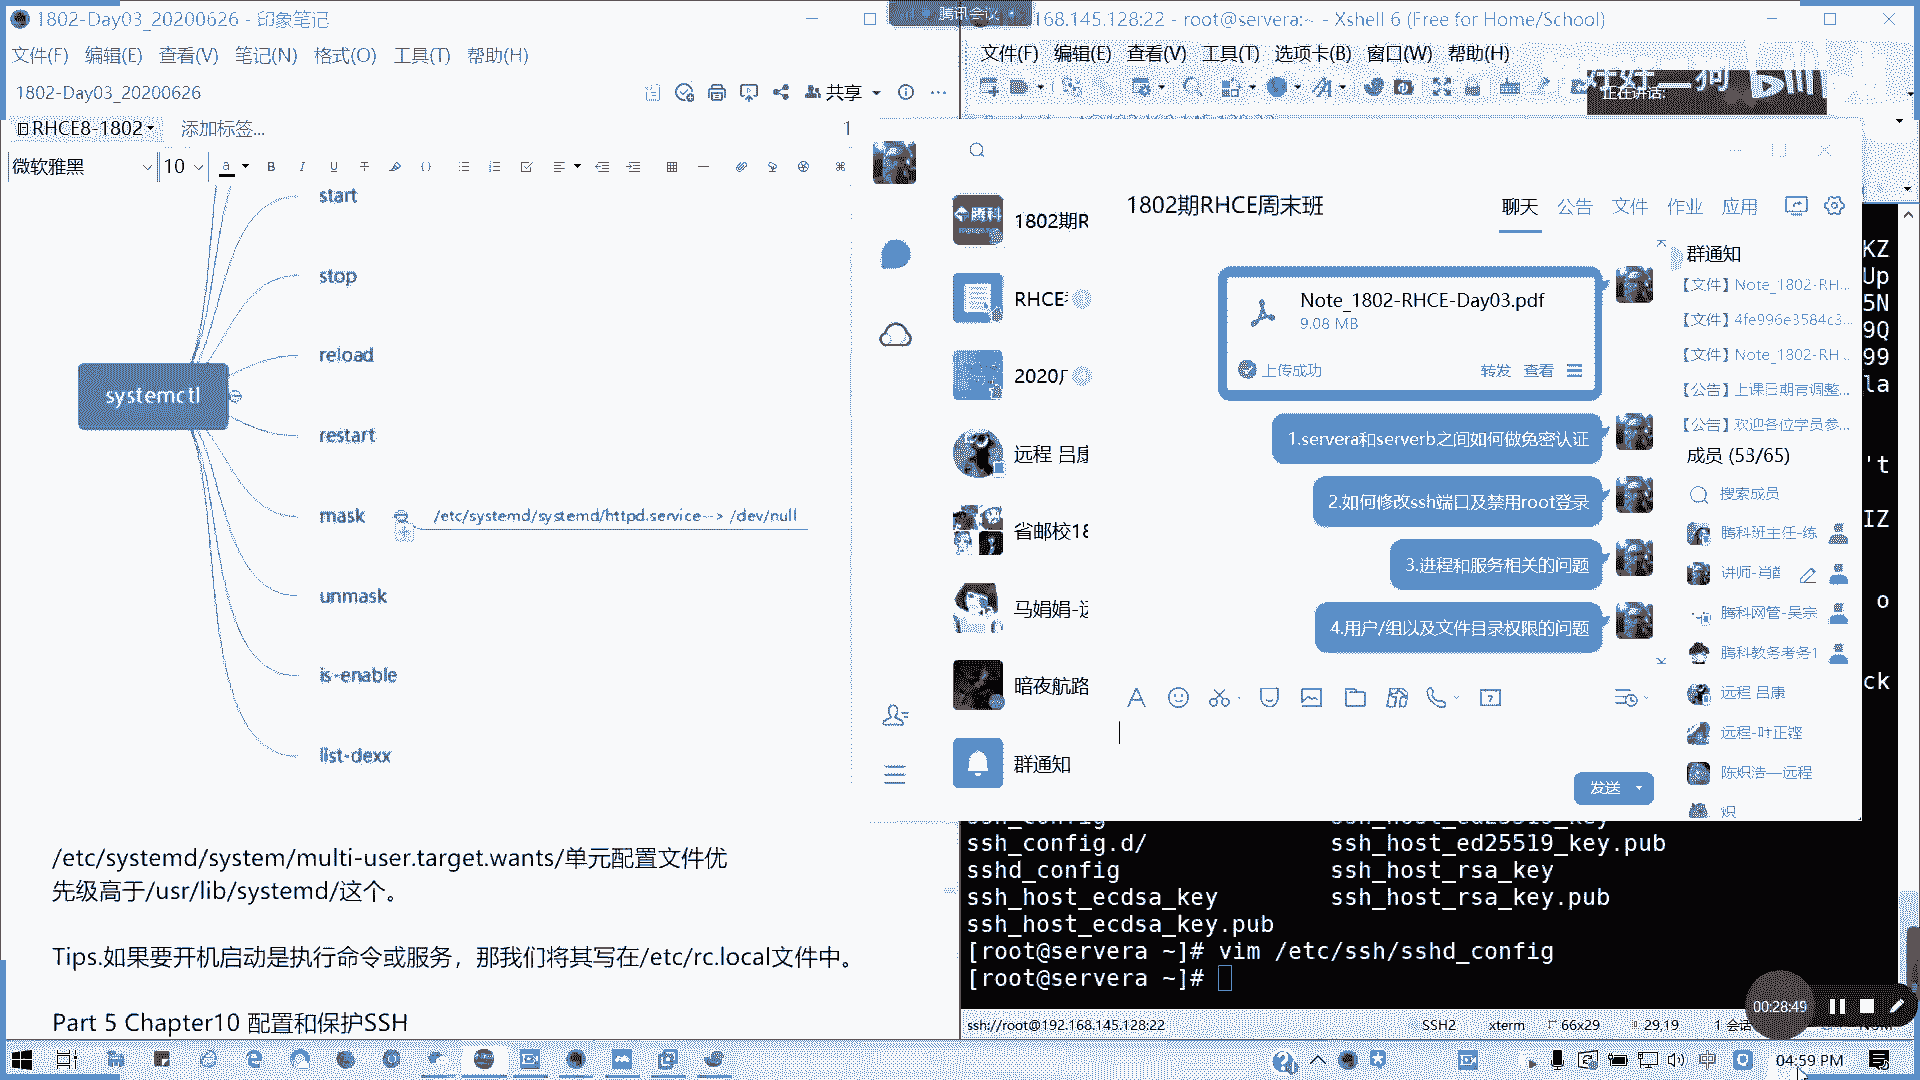 1802-Day03_20200626 - 印象笔记
文件(F) 编辑(E) 查看(V) 笔记(N) 格式(O) 工具(T) 帮助(H)
1802-Day03_20200626
共享
RHCE8-1802
添加标签...
1
微软雅黑
10
start
stop
reload
systemctl
restart
mask
/etc/systemd/systemd/httpd.service--> /dev/null
unmask
is-enable
list-dexx
/etc/systemd/system/multi-user.target.wants/单元配置文件优
先级高于/usr/lib/systemd/这个。
Tips.如果要开机启动是执行命令或服务，那我们将其写在/etc/rc.local文件中。
Part 5 Chapter10 配置和保护SSH
腾讯会议
168.145.128:22 - root@servera:~ - Xshell 6 (Free for Home/School)
文件(F) 编辑(E) 查看(V) 工具(T) 选项卡(B) 窗口(W) 帮助(H)
正在讲话:
1802期R
RHCE
2020
远程 吕康
省邮校18
马娟娟-远
暗夜航路
群通知
1802期RHCE周末班
聊天 公告 文件 作业 应用
Note_1802-RHCE-Day03.pdf
9.08 MB
上传成功
转发 查看
1.servera和serverb之间如何做免密认证
2.如何修改ssh端口及禁用root登录
3.进程和服务相关的问题
4.用户/组以及文件目录权限的问题
发送
群通知
【文件】Note_1802-RH...
【文件】4fe996e3584c3...
【文件】Note_1802-RH...
【公告】上课日期有调整...
【公告】欢迎各位学员参...
成员 (53/65)
搜索成员
腾科班主任-练
讲师-肖
腾科网管-吴宗
腾科教务考务1
远程 吕康
远程-叶正铿
陈炽浩—远程
炽
KZ
Up
5N
9Q
99
la
't
IZ
o
ck
ssh_config.d/ ssh_host_ed25519_key.pub
sshd_config ssh_host_rsa_key
ssh_host_ecdsa_key ssh_host_rsa_key.pub
ssh_host_ecdsa_key.pub
[root@servera ~]# vim /etc/ssh/sshd_config
[root@servera ~]#
00:28:49
ssh://root@192.168.145.128:22
SSH2
xterm
66x29
29,19
1 会话
04:59 PM